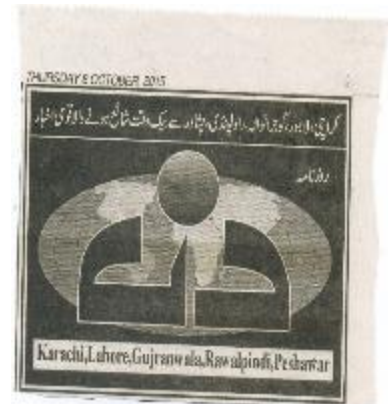 THURSDAY 8 OCTOBER 2015
کراچی، لاہور، گوجرانوالہ، راولپنڈی، پشاور سے بیک وقت شائع ہونے والا قومی اخبار
روزنامہ
Karachi,Lahore,Gujranwala,Rawalpindi,Peshawar